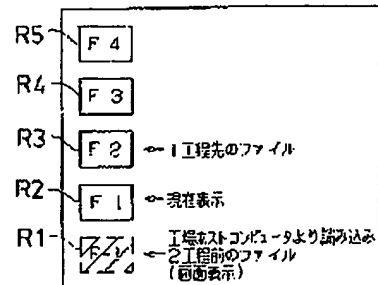 R5 F 4
R4 F 3
R3 F 2 ←1工程先のファイル
R2 F 1 ←現在表示
R1 工場ホストコンピュータより読み込み
←2工程前のファイル
(画面表示)